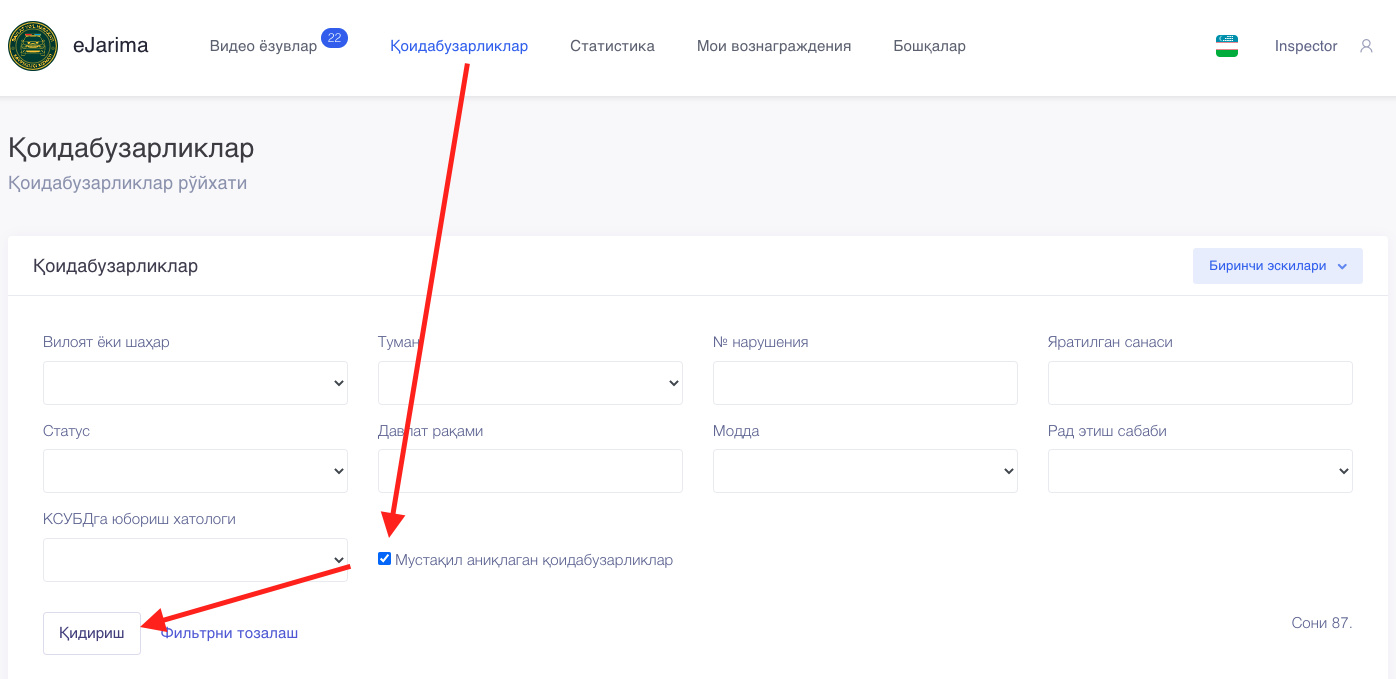 eJarima Видео ёзувлар 22 Қоидабузарликлар Статистика Мои вознаграждения Бошқалар Inspector
Қоидабузарликлар
Қоидабузарликлар рўйхати
Қоидабузарликлар Биринчи эскилари
Вилоят ёки шаҳар Туман № нарушения Яратилган санаси
Статус Давлат рақами Модда Рад этиш сабаби
КСУБДга юбориш хатологи
Мустақил аниқлаган қоидабузарликлар
Қидириш Фильтрни тозалаш Сони 87.